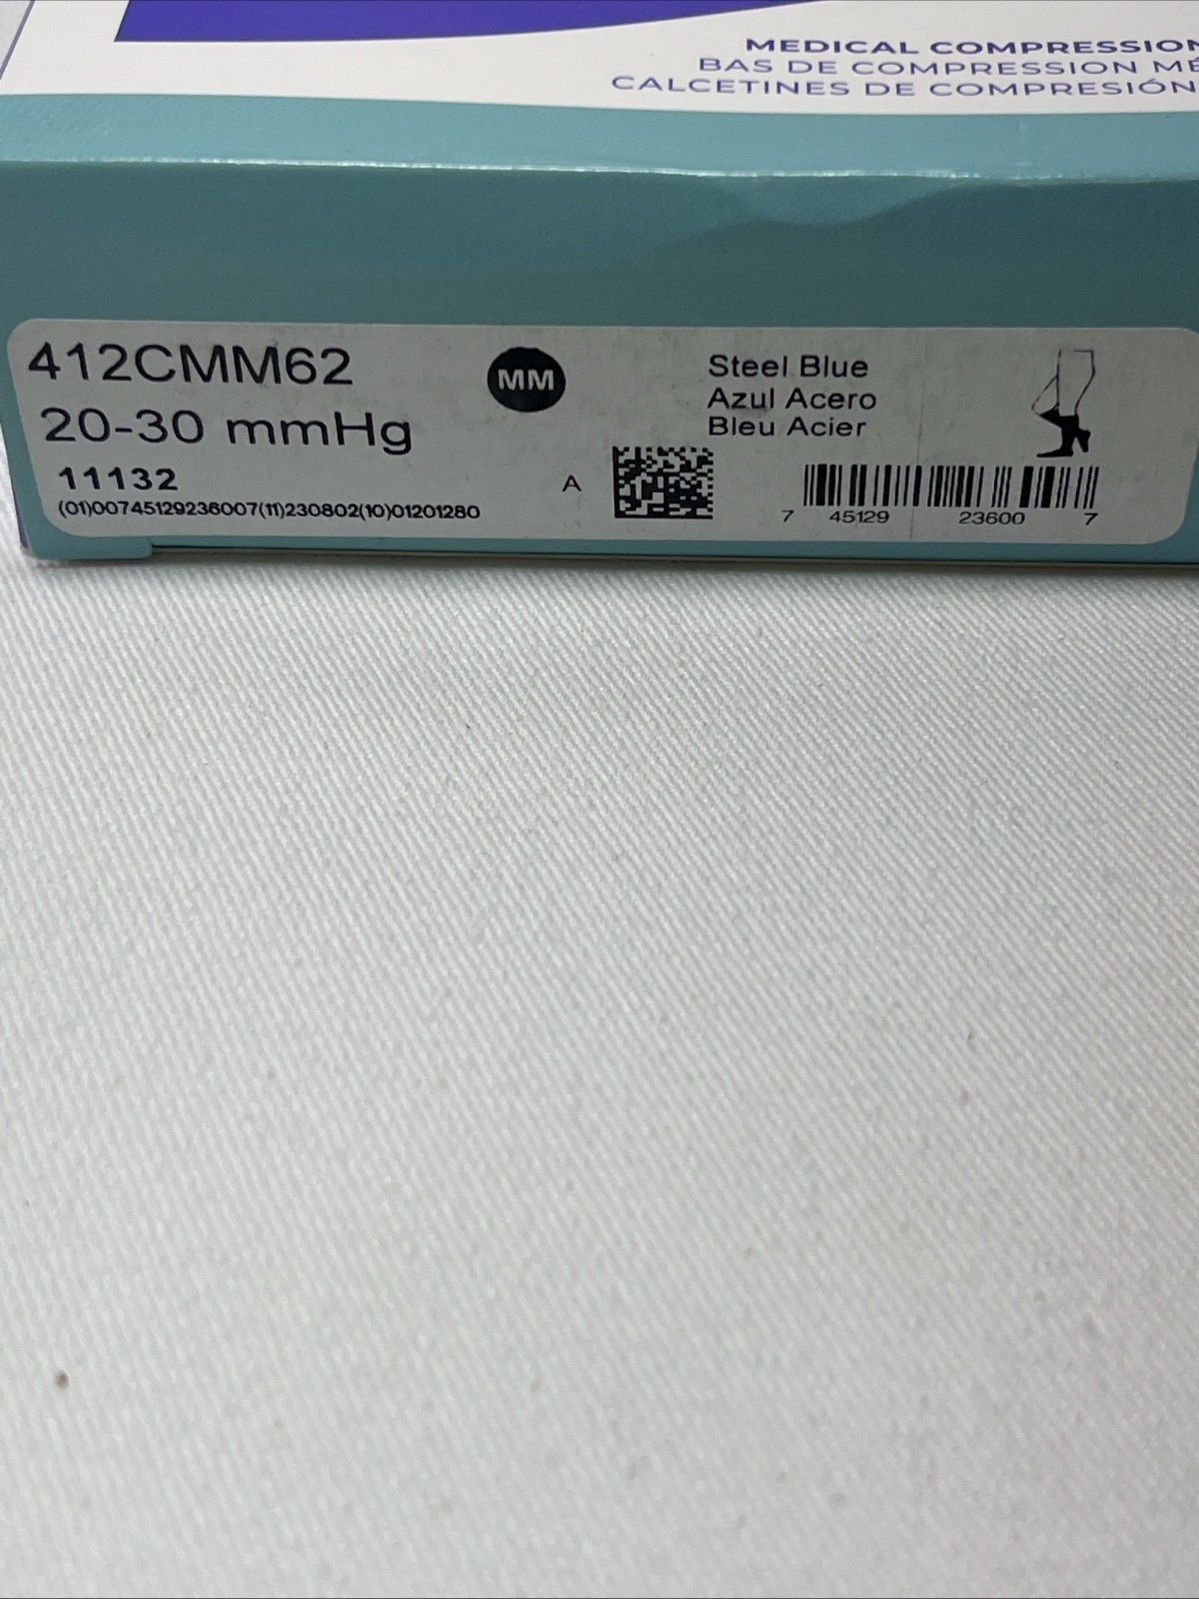 MEDICAL COMPRESSION
BAS DE COMPRESSION MÉ
CALCETINES DE COMPRESIÓN
412CMM62
MM
Steel Blue
Azul Acero
Bleu Acier
20-30 mmHg
11132
A
(01)00745129236007(11)230802(10)01201280
7 45129 23600 7